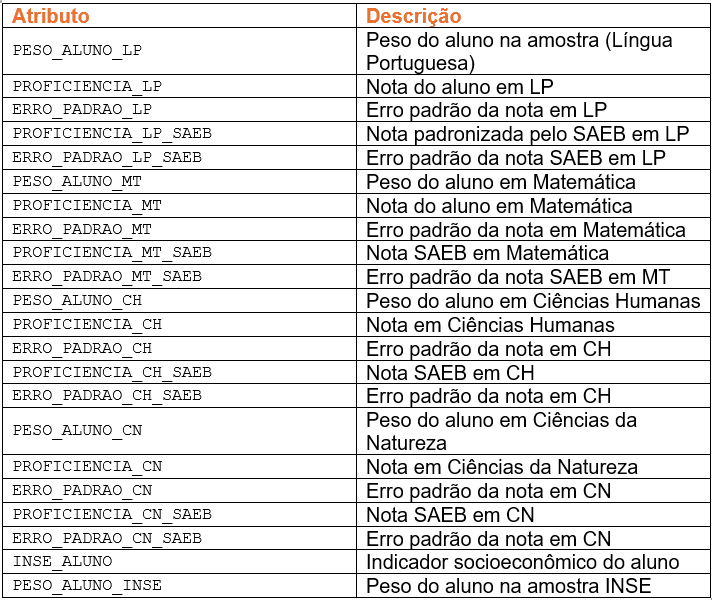 Atributo Descrição
PESO_ALUNO_LP Peso do aluno na amostra (Língua
Portuguesa)
PROFICIENCIA_LP Nota do aluno em LP
ERRO_PADRAO_LP Erro padrão da nota em LP
PROFICIENCIA_LP_SAEB Nota padronizada pelo SAEB em LP
ERRO_PADRAO_LP_SAEB Erro padrão da nota SAEB em LP
PESO_ALUNO_MT Peso do aluno em Matemática
PROFICIENCIA_MT Nota do aluno em Matemática
ERRO_PADRAO_MT Erro padrão da nota em Matemática
PROFICIENCIA_MT_SAEB Nota SAEB em Matemática
ERRO_PADRAO_MT_SAEB Erro padrão da nota SAEB em MT
PESO_ALUNO_CH Peso do aluno em Ciências Humanas
PROFICIENCIA_CH Nota em Ciências Humanas
ERRO_PADRAO_CH Erro padrão da nota em CH
PROFICIENCIA_CH_SAEB Nota SAEB em CH
ERRO_PADRAO_CH_SAEB Erro padrão da nota em CH
PESO_ALUNO_CN Peso do aluno em Ciências da
Natureza
PROFICIENCIA_CN Nota em Ciências da Natureza
ERRO_PADRAO_CN Erro padrão da nota em CN
PROFICIENCIA_CN_SAEB Nota SAEB em CN
ERRO_PADRAO_CN_SAEB Erro padrão da nota em CN
INSE_ALUNO Indicador socioeconômico do aluno
PESO_ALUNO_INSE Peso do aluno na amostra INSE